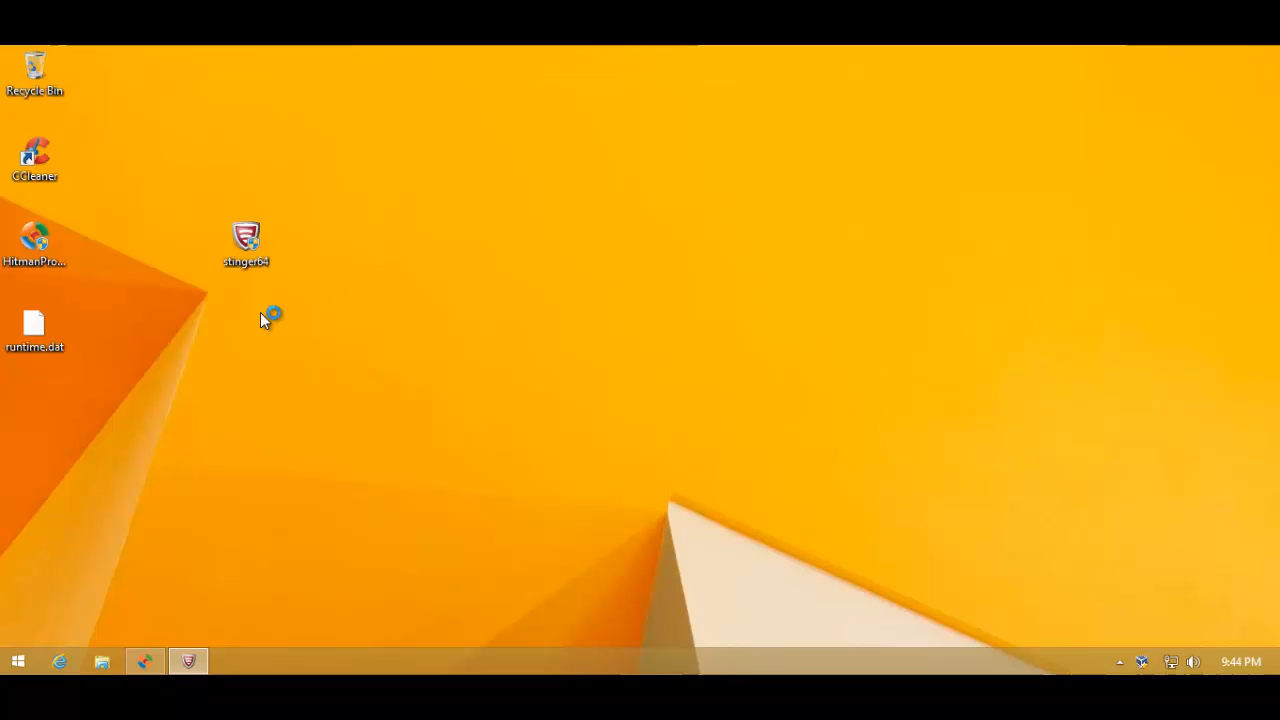 Recycle Bin
CCleaner
HitmanPro...
stinger64
runtime.dat
9:44 PM